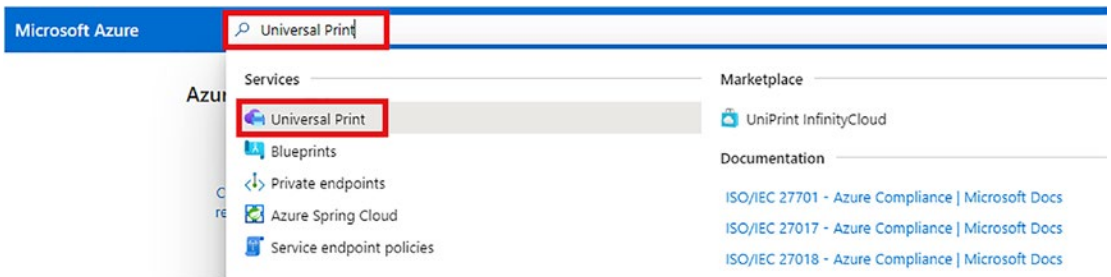 Microsoft Azure
Universal Print
Azur
C
re
Services
Universal Print
Blueprints
Private endpoints
Azure Spring Cloud
Service endpoint policies
Marketplace
UniPrint InfinityCloud
Documentation
ISO/IEC 27701 - Azure Compliance | Microsoft Docs
ISO/IEC 27017 - Azure Compliance | Microsoft Docs
ISO/IEC 27018 - Azure Compliance | Microsoft Docs